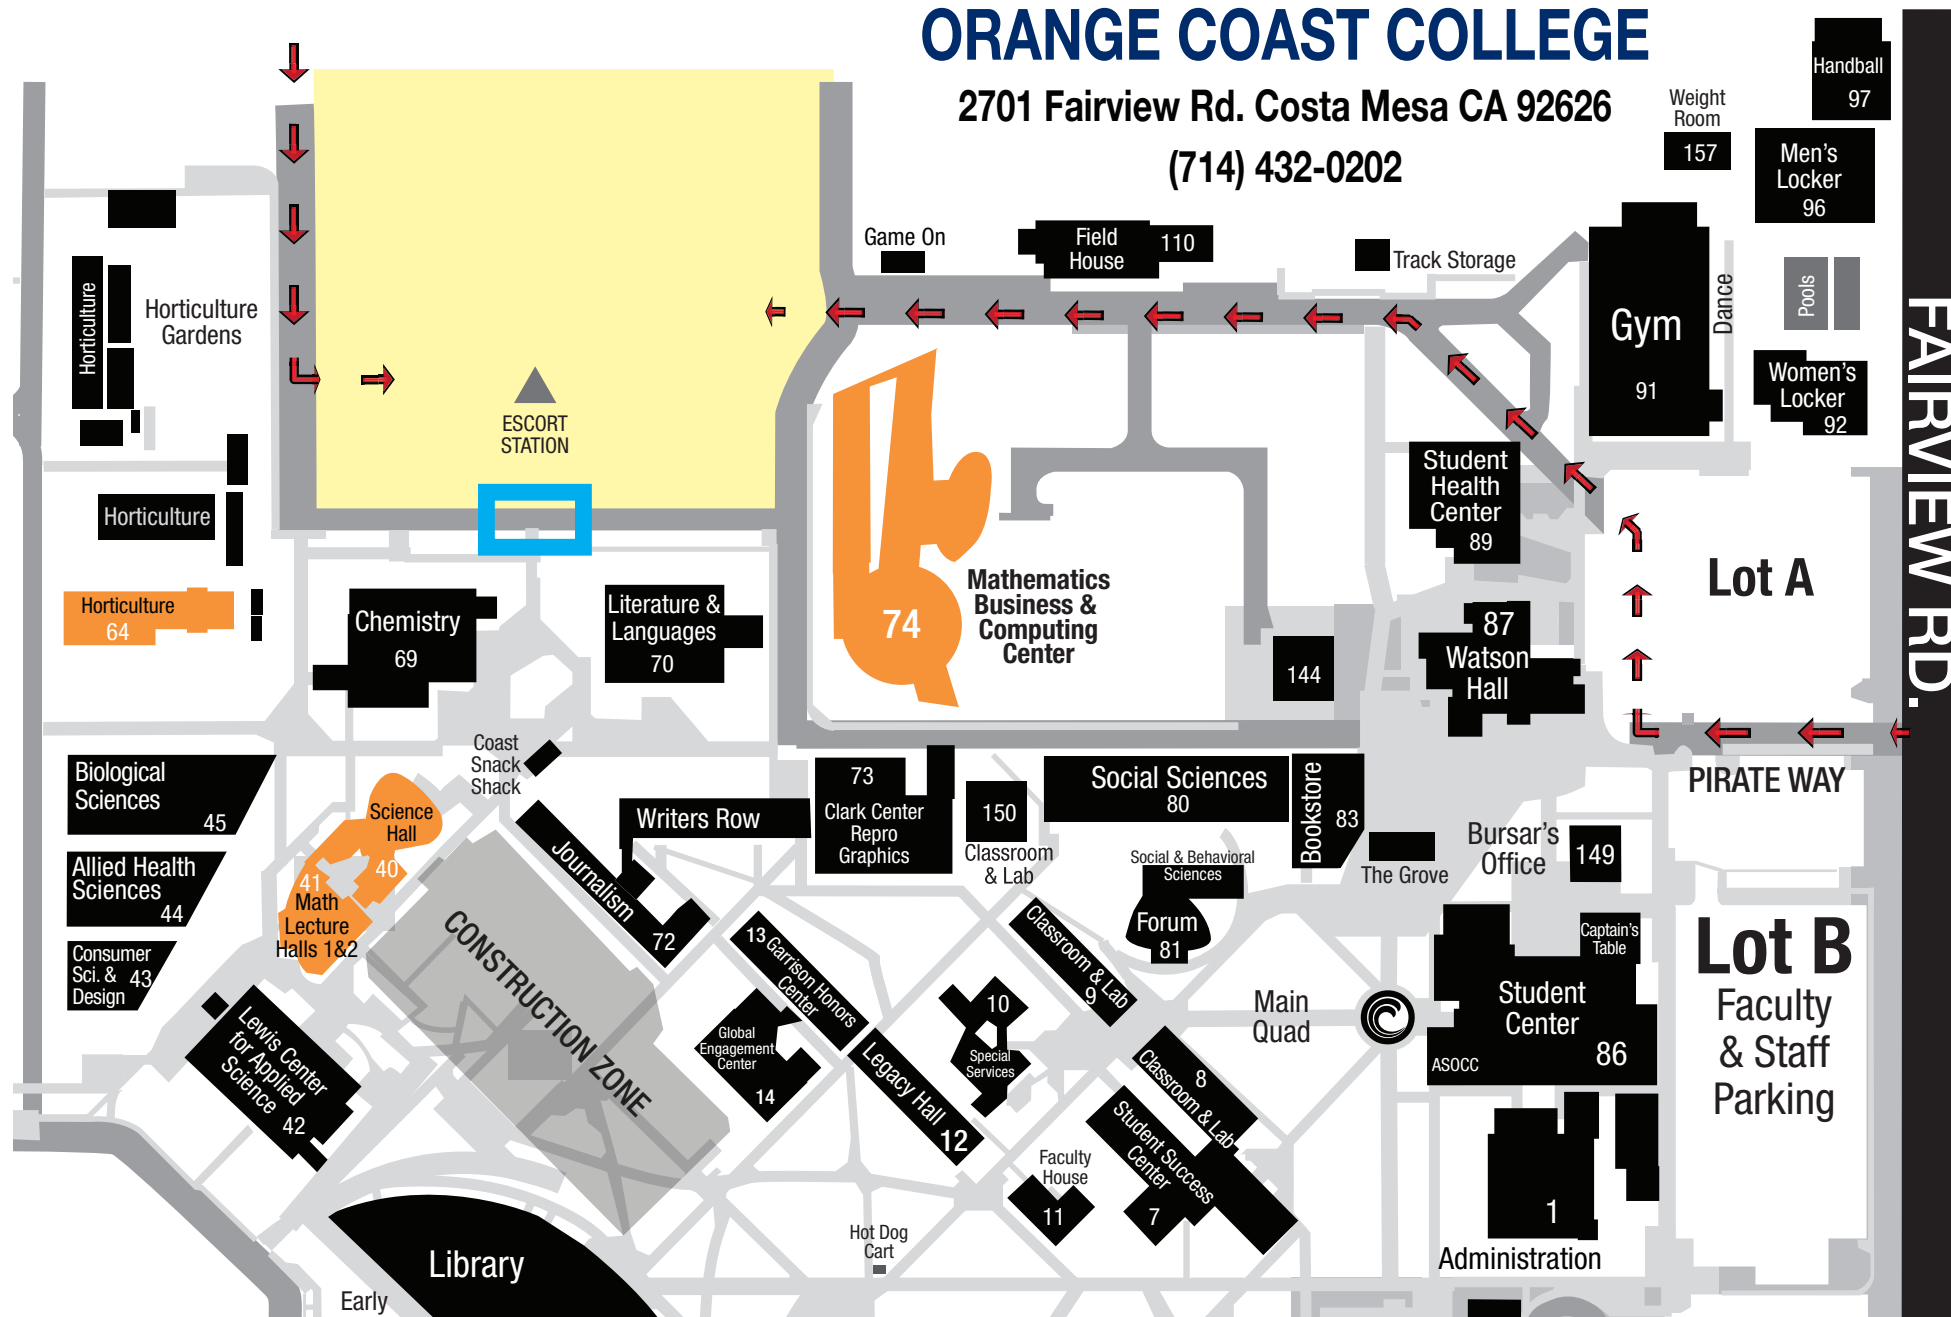 ORANGE COAST COLLEGE
2701 Fairview Rd. Costa Mesa CA 92626
(714) 432-0202
Handball
97
Weight
Room
157
Men's
Locker
96
Game On
Field
House
110
Track Storage
Dance
Pools
Gym
91
Women's
Locker
92
FAIRVIEW RD.
Horticulture
Horticulture
Gardens
ESCORT
STATION
Horticulture
Horticulture
64
Chemistry
69
Literature &
Languages
70
74
Mathematics
Business &
Computing
Center
Student
Health
Center
89
87
Watson
Hall
144
Lot A
PIRATE WAY
Biological
Sciences
45
Allied Health
Sciences
44
Consumer
Sci. &
Design
43
Science
Hall
40
41
Math
Lecture
Halls 1&2
Coast
Snack
Shack
Journalism
72
Writers Row
73
Clark Center
Repro
Graphics
150
Classroom
& Lab
Social Sciences
80
Bookstore
83
Social & Behavioral
Sciences
Forum
81
The Grove
Bursar's
Office
149
CONSTRUCTION ZONE
13 Garrison Honors
Center
Global
Engagement
Center
14
Legacy Hall
12
10
Special
Services
Classroom & Lab
9
Classroom & Lab
8
Student Success
Center
7
Main
Quad
Captain's
Table
Student
Center
86
ASOCC
Lot B
Faculty
& Staff
Parking
Lewis Center
for Applied
Science
42
Faculty
House
11
Hot Dog
Cart
1
Administration
Library
Early